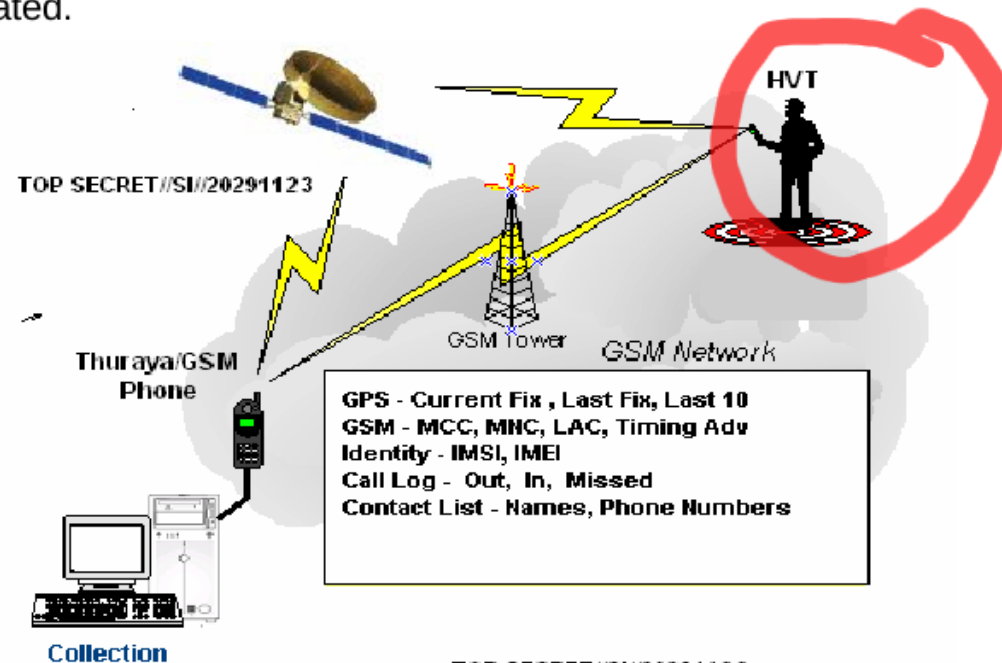 ated.
HVT
TOP SECRET//SI//20291123
GSM Tower
GSM Network
Thuraya/GSM
Phone
GPS - Current Fix , Last Fix, Last 10
GSM - MCC, MNC, LAC, Timing Adv
Identity - IMSI, IMEI
Call Log - Out, In, Missed
Contact List - Names, Phone Numbers
Collection